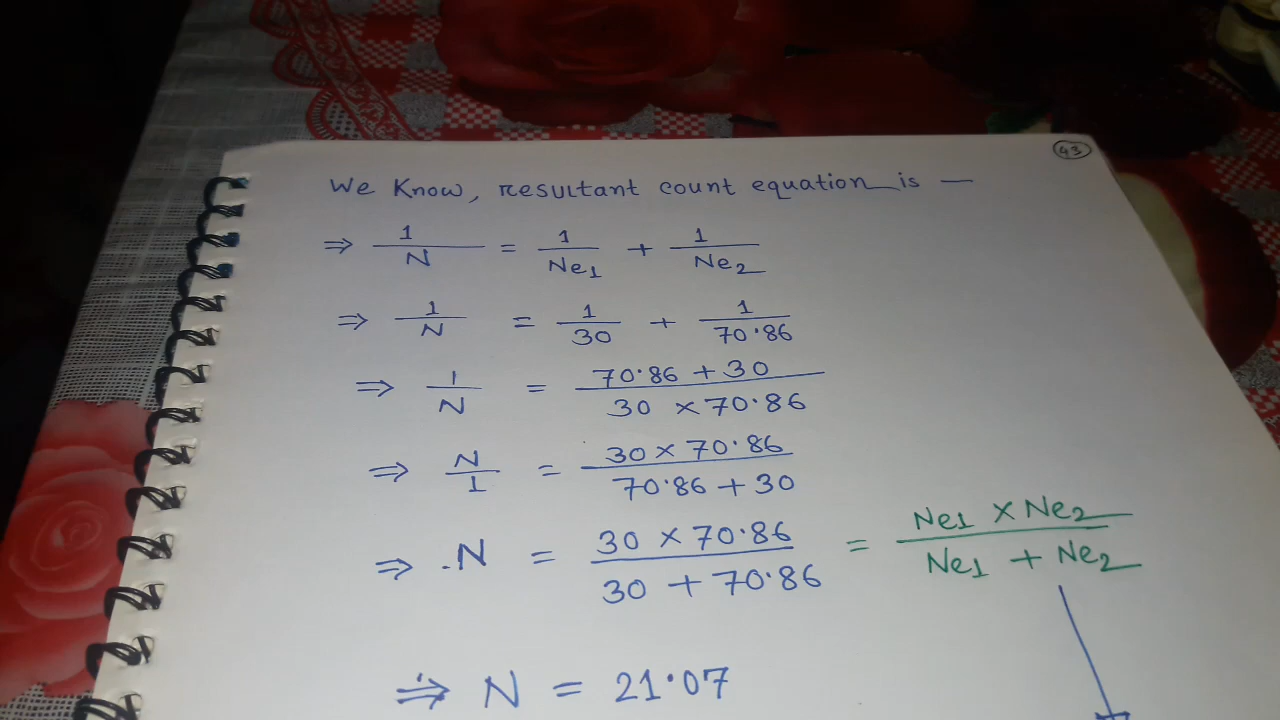 43
We Know, resultant count equation is —
⇒ 1/N = 1/Ne1 + 1/Ne2
⇒ 1/N = 1/30 + 1/70.86
⇒ 1/N = 70.86 + 30 / 30 × 70.86
⇒ N/1 = 30 × 70.86 / 70.86 + 30
⇒ N = 30 × 70.86 / 30 + 70.86 = Ne1 × Ne2 / Ne1 + Ne2
⇒ N = 21.07